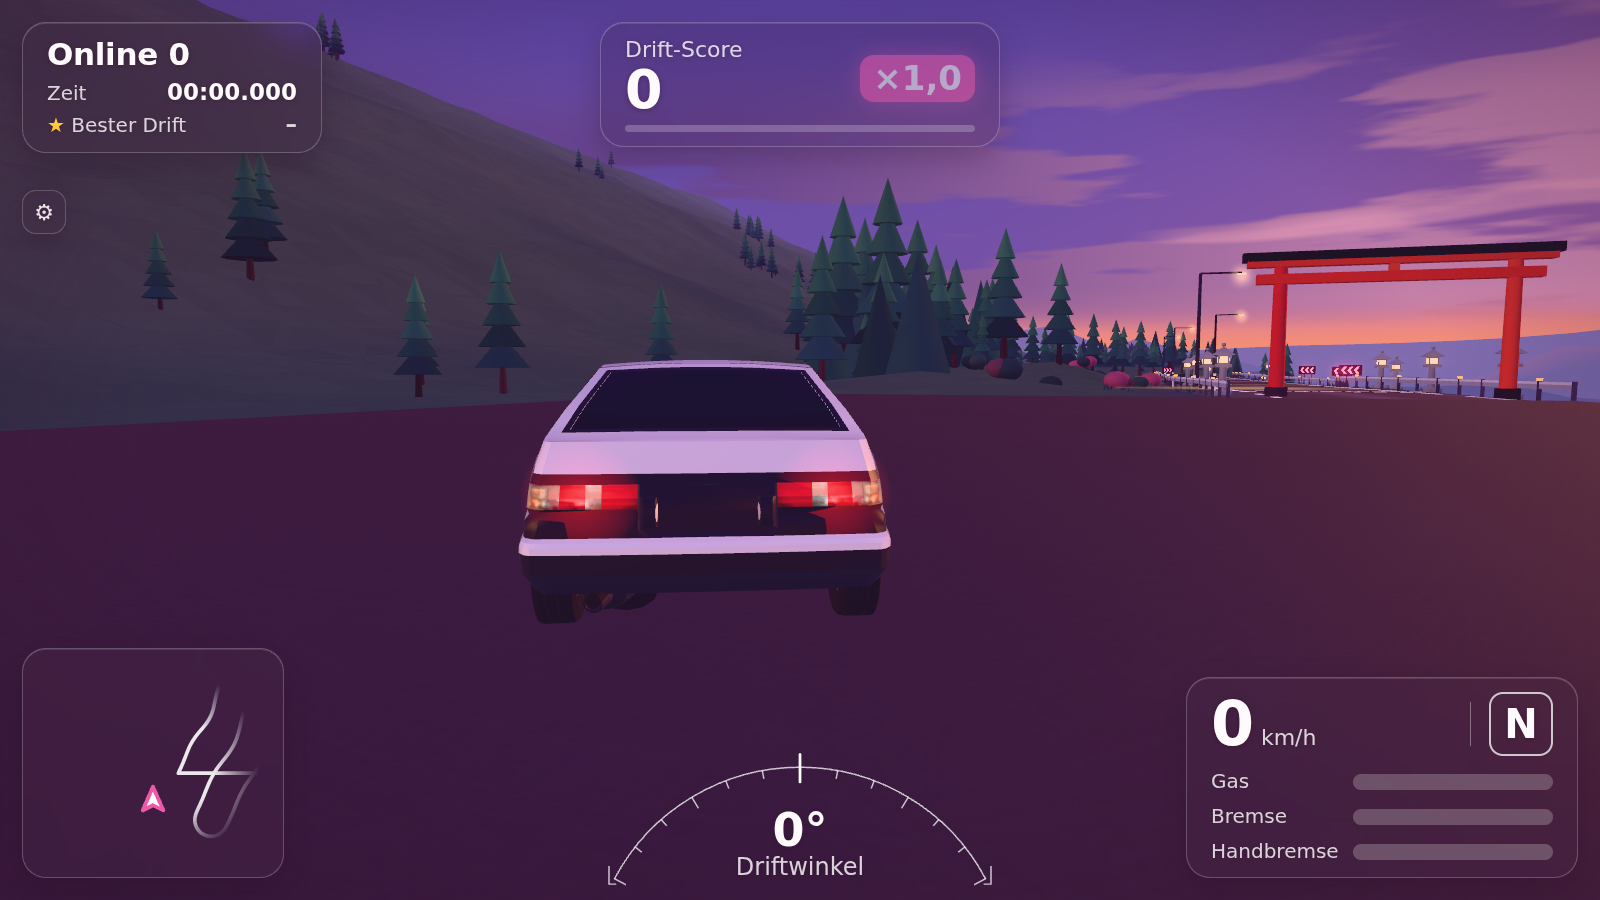 Online 0
Zeit 00:00.000
★ Bester Drift –
Drift-Score
0
×1,0
0 km/h
N
Gas
Bremse
Handbremse
0°
Driftwinkel